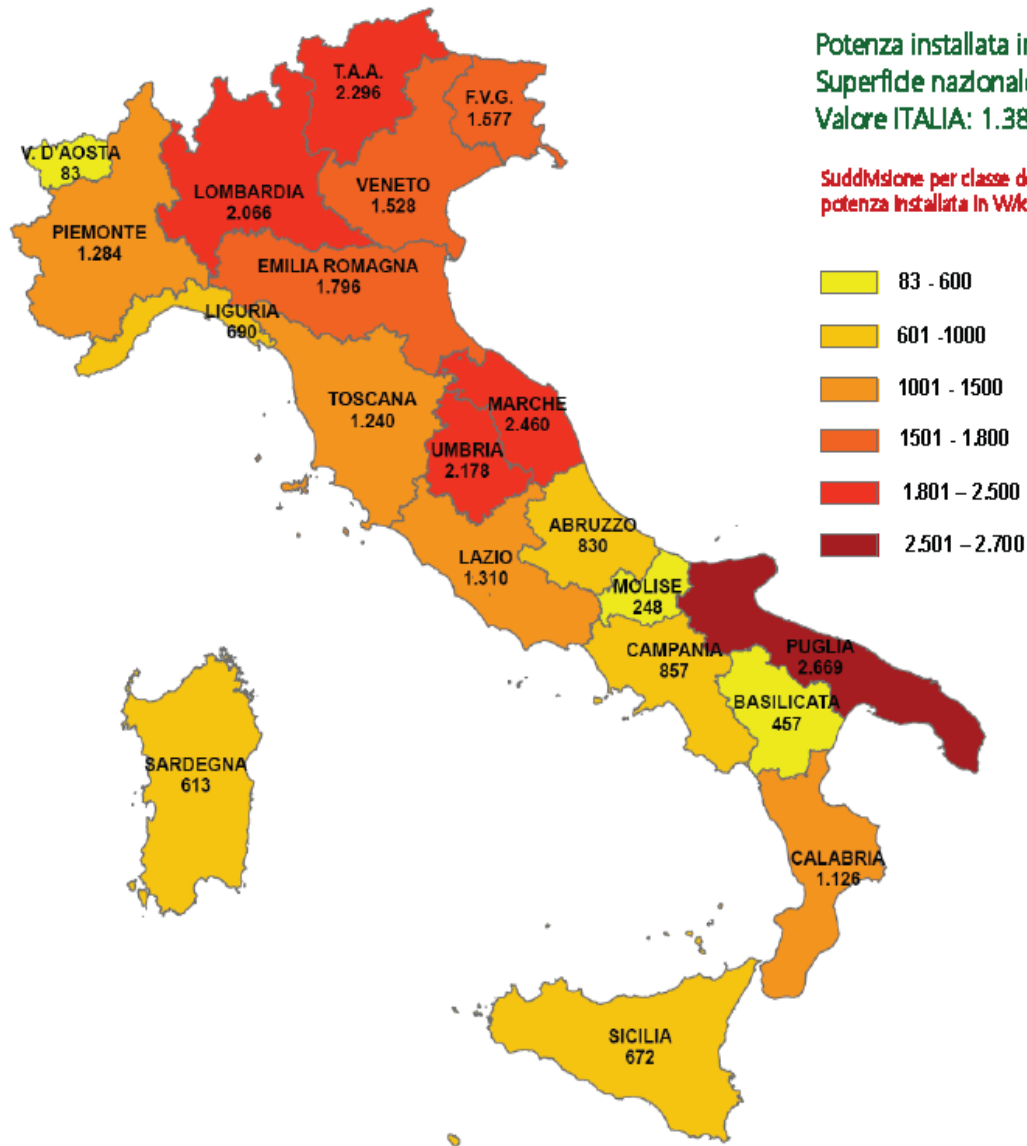 Potenza installata in
Superficie nazionale
Valore ITALIA: 1.38
Suddivisione per classe de
potenza installata in W/k
83 - 600
601 -1000
1001 - 1500
1501 - 1.800
1.801 – 2.500
2.501 – 2.700
T.A.A.
2.296
F.V.G.
1.577
V. D'AOSTA
83
LOMBARDIA
2.066
VENETO
1.528
PIEMONTE
1.284
EMILIA ROMAGNA
1.796
LIGURIA
690
TOSCANA
1.240
MARCHE
2.460
UMBRIA
2.178
ABRUZZO
830
LAZIO
1.310
MOLISE
248
CAMPANIA
857
PUGLIA
2.669
BASILICATA
457
SARDEGNA
613
CALABRIA
1.126
SICILIA
672